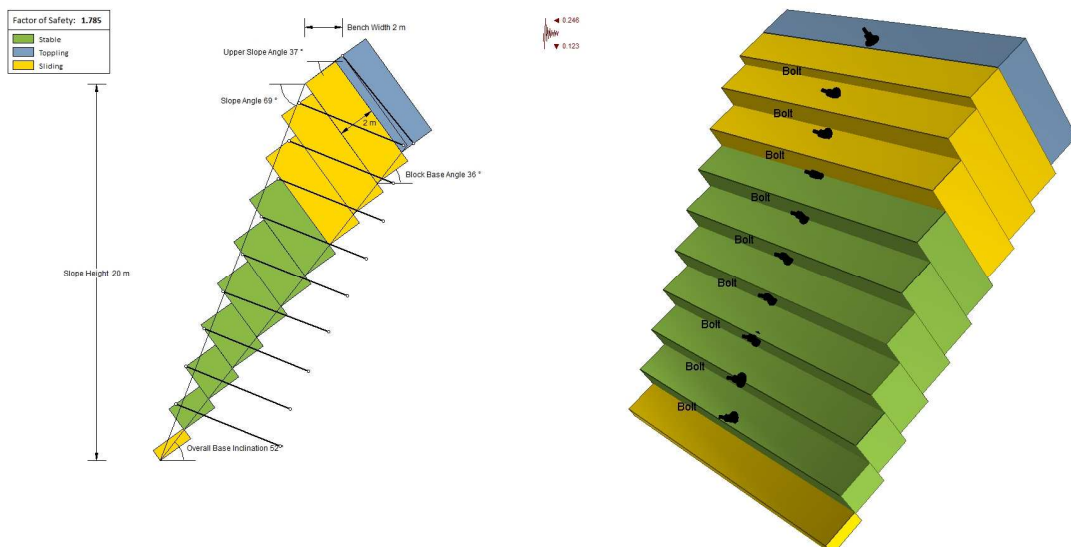 Factor of Safety: 1.785
Stable
Toppling
Sliding
Bench Width 2 m
Upper Slope Angle 37 °
Slope Angle 69 °
2 m
Block Base Angle 36 °
Slope Height 20 m
Overall Base Inclination 52°
0.246
0.123
Bolt
Bolt
Bolt
Bolt
Bolt
Bolt
Bolt
Bolt
Bolt